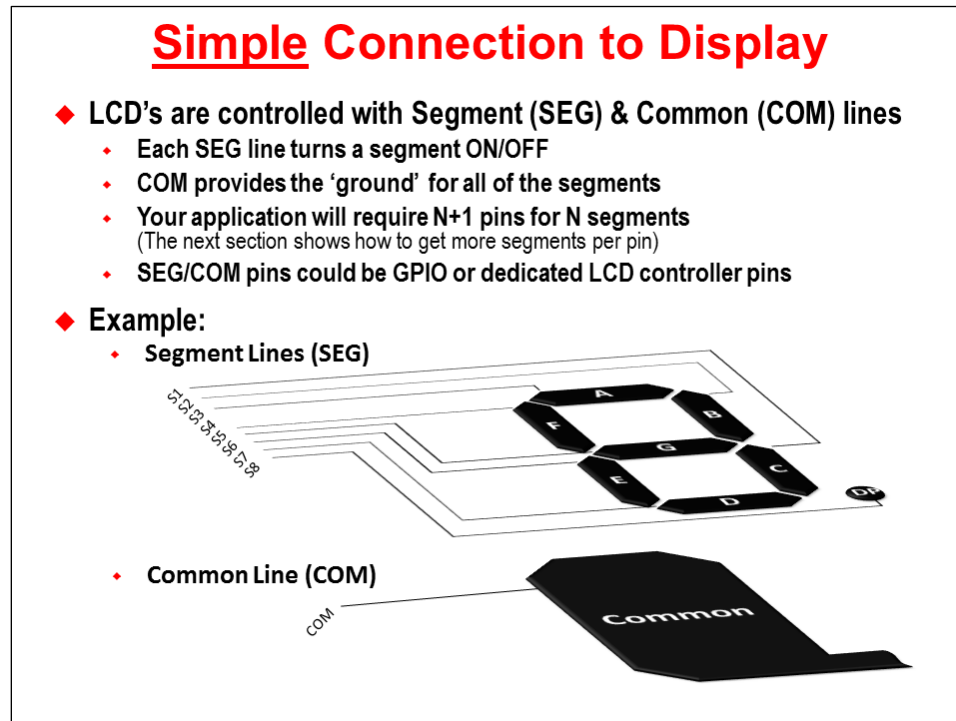 Simple Connection to Display
LCD’s are controlled with Segment (SEG) & Common (COM) lines
Each SEG line turns a segment ON/OFF
COM provides the ‘ground’ for all of the segments
Your application will require N+1 pins for N segments
(The next section shows how to get more segments per pin)
SEG/COM pins could be GPIO or dedicated LCD controller pins
Example:
Segment Lines (SEG)
S1
S2
S3
S4
S5
S6
S7
S8
A
B
F
G
C
E
D
DP
Common Line (COM)
COM
Common